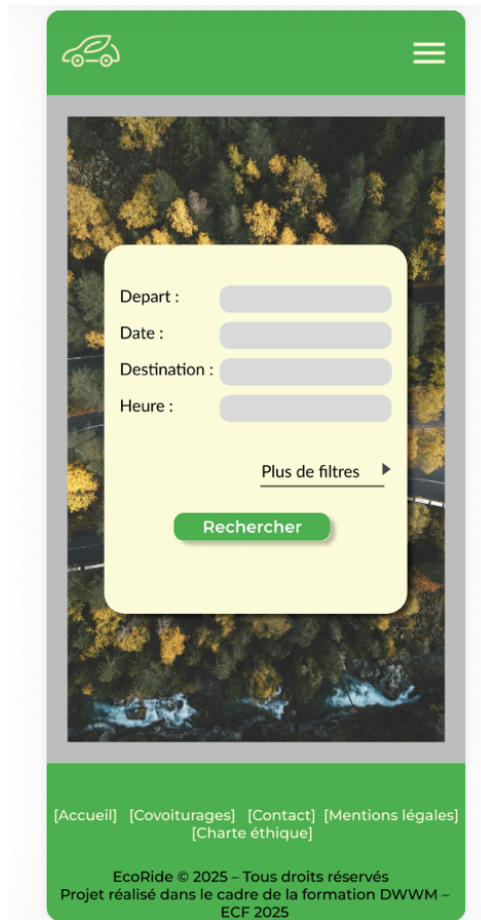 Depart :
Date :
Destination :
Heure :
Plus de filtres
Rechercher
[Accueil] [Covoiturages] [Contact] [Mentions légales]
[Charte éthique]
EcoRide © 2025 – Tous droits réservés
Projet réalisé dans le cadre de la formation DWWM –
ECF 2025